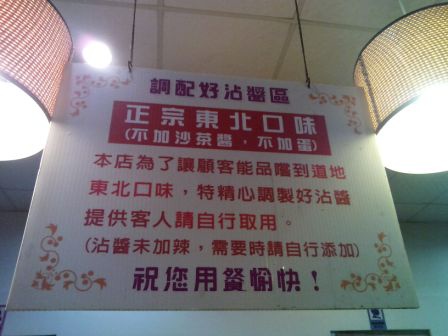 調配好沾醬區
正宗東北口味
(不加沙茶醬，不加蛋)
本店為了讓顧客能品嚐到道地
東北口味，特精心調製好沾醬
提供客人請自行取用。
(沾醬未加辣，需要時請自行添加)
祝您用餐愉快！